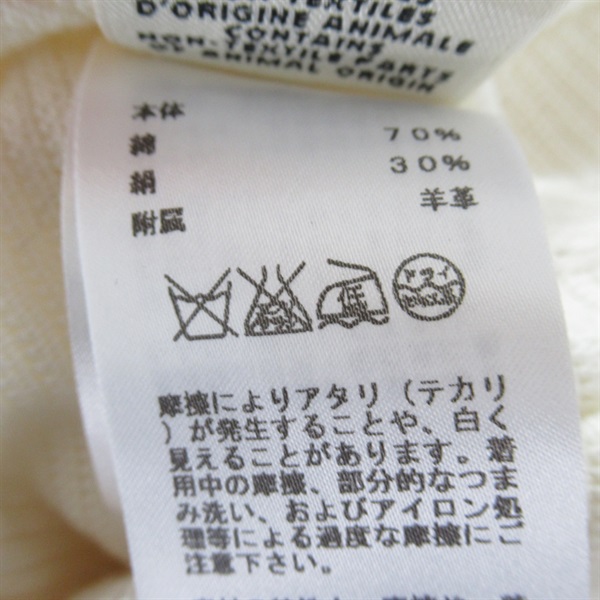 D'ORIGINE ANIMALE
CONTAINS
NON-TEXTILE PARTS
OF ANIMAL ORIGIN
本体
綿 70%
絹 30%
附属 羊革
低
ドライ
摩擦によりアタリ（テカリ
）が発生することや、白く
見えることがあります。着
用中の摩擦、部分的なつま
み洗い、およびアイロン処
理等による過度な摩擦にご
注意下さい。